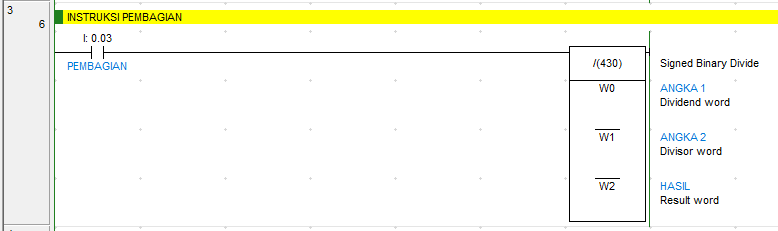 3
6
INSTRUKSI PEMBAGIAN
I: 0.03
PEMBAGIAN
/(430)
Signed Binary Divide
W0
ANGKA 1
Dividend word
W1
ANGKA 2
Divisor word
W2
HASIL
Result word